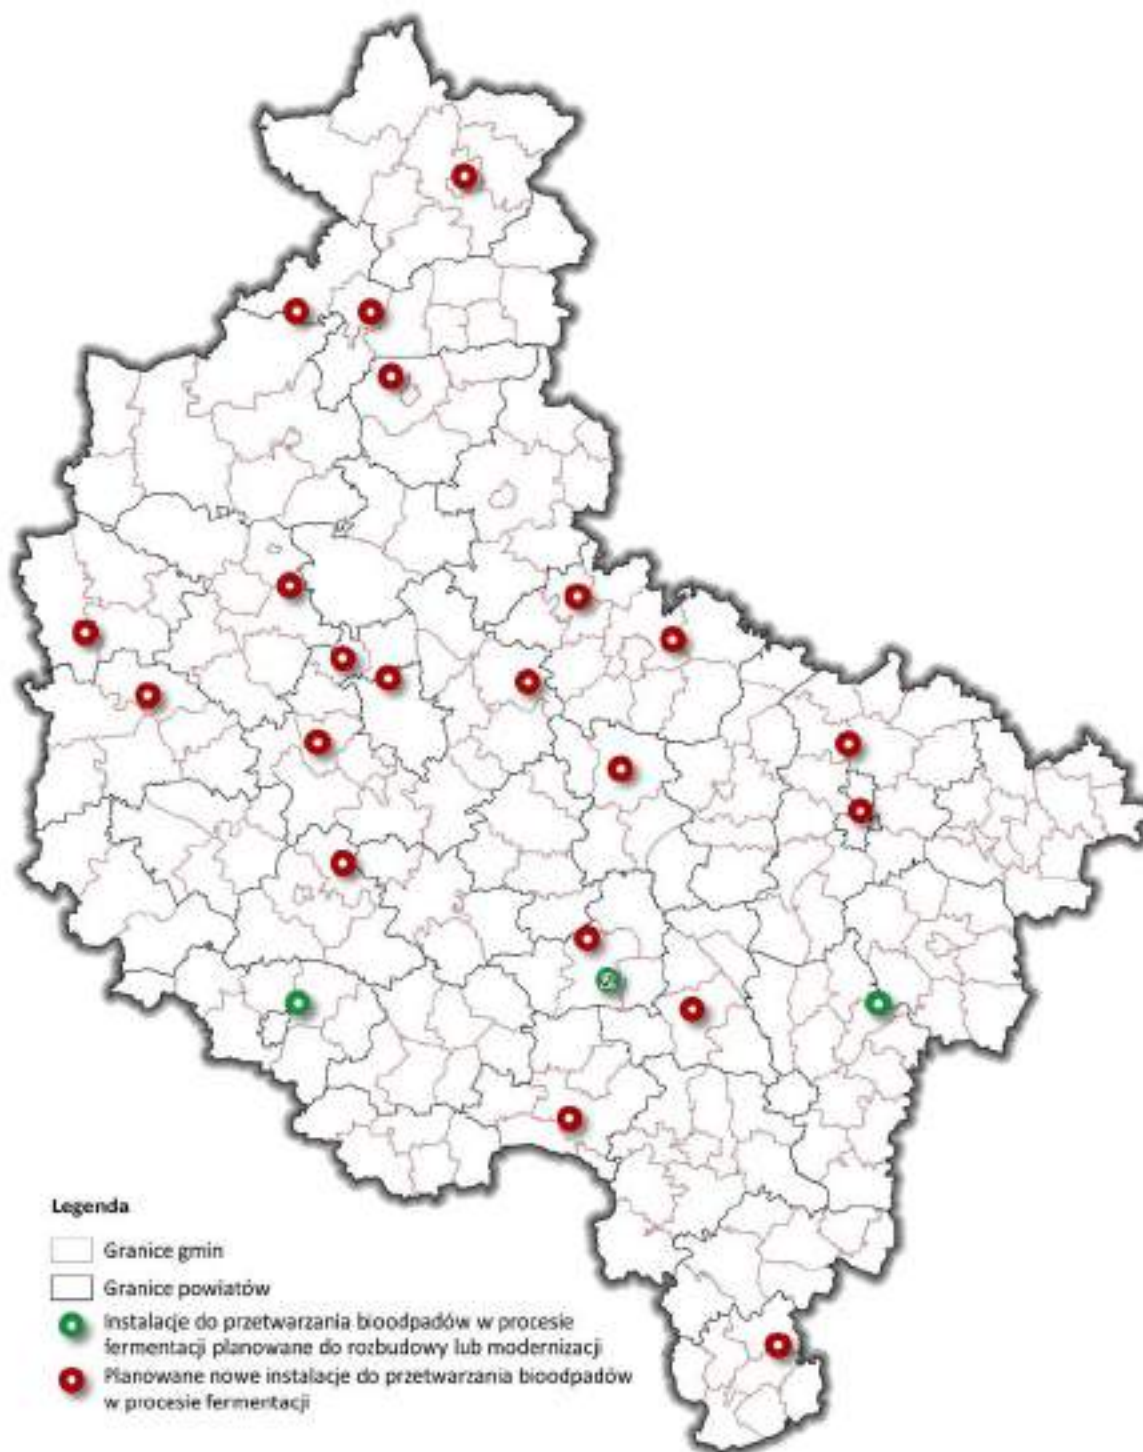 2
Legenda
Granice gmin
Granice powiatów
Instalacje do przetwarzania bioodpadów w procesie
fermentacji planowane do rozbudowy lub modernizacji
Planowane nowe instalacje do przetwarzania bioodpadów
w procesie fermentacji